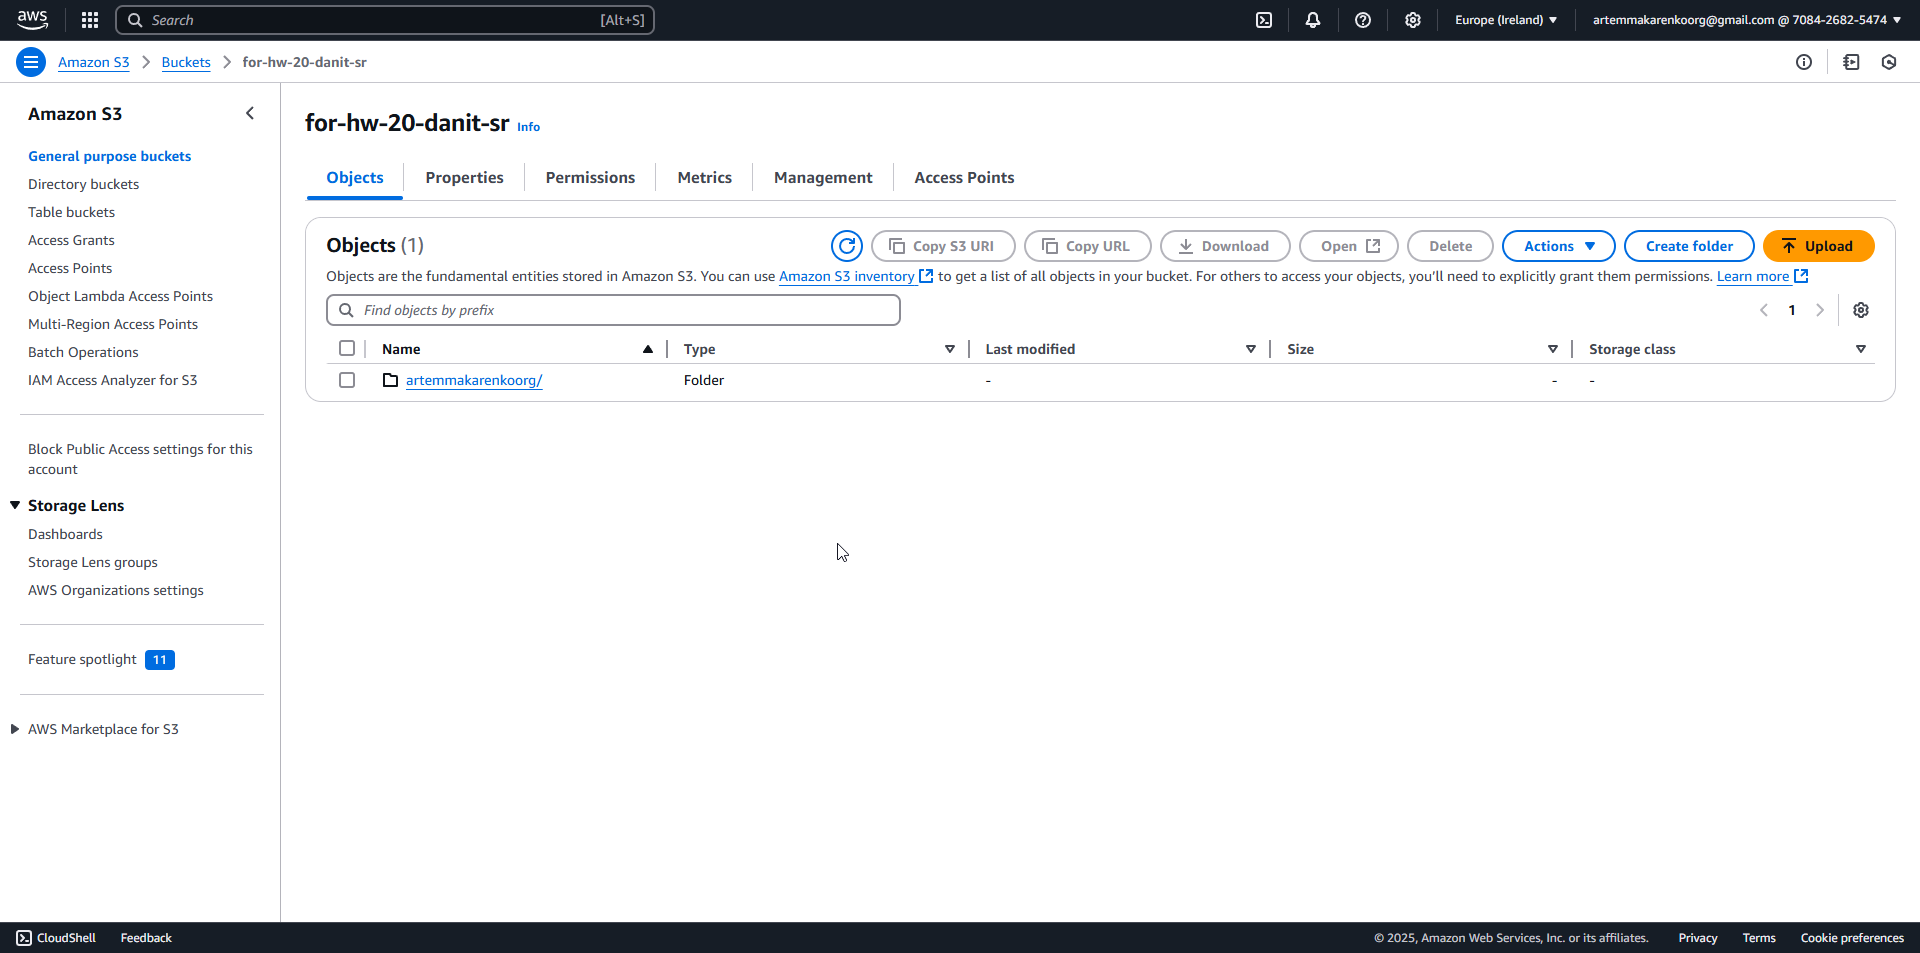 aws
Search [Alt+S]
Europe (Ireland)
artemmakarenkoorg@gmail.com @ 7084-2682-5474
Amazon S3 Buckets for-hw-20-danit-sr
Amazon S3
General purpose buckets
Directory buckets
Table buckets
Access Grants
Access Points
Object Lambda Access Points
Multi-Region Access Points
Batch Operations
IAM Access Analyzer for S3
Block Public Access settings for this
account
Storage Lens
Dashboards
Storage Lens groups
AWS Organizations settings
Feature spotlight 11
AWS Marketplace for S3
for-hw-20-danit-sr Info
Objects Properties Permissions Metrics Management Access Points
Objects (1)
Copy S3 URI Copy URL Download Open Delete Actions Create folder Upload
Objects are the fundamental entities stored in Amazon S3. You can use Amazon S3 inventory to get a list of all objects in your bucket. For others to access your objects, you’ll need to explicitly grant them permissions. Learn more
Find objects by prefix
1
Name Type Last modified Size Storage class
artemmakarenkoorg/ Folder - - -
CloudShell Feedback
© 2025, Amazon Web Services, Inc. or its affiliates. Privacy Terms Cookie preferences